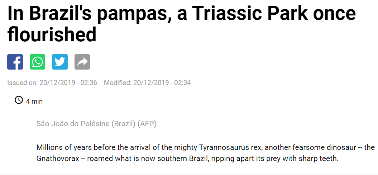 In Brazil's pampas, a Triassic Park once
flourished
Issued on: 20/12/2019 - 02:36 Modified: 20/12/2019 - 02:34
4 min
São João do Polêsine (Brazil) (AFP)
Millions of years before the arrival of the mighty Tyrannosaurus rex, another fearsome dinosaur -- the
Gnathovorax -- roamed what is now southern Brazil, ripping apart its prey with sharp teeth.